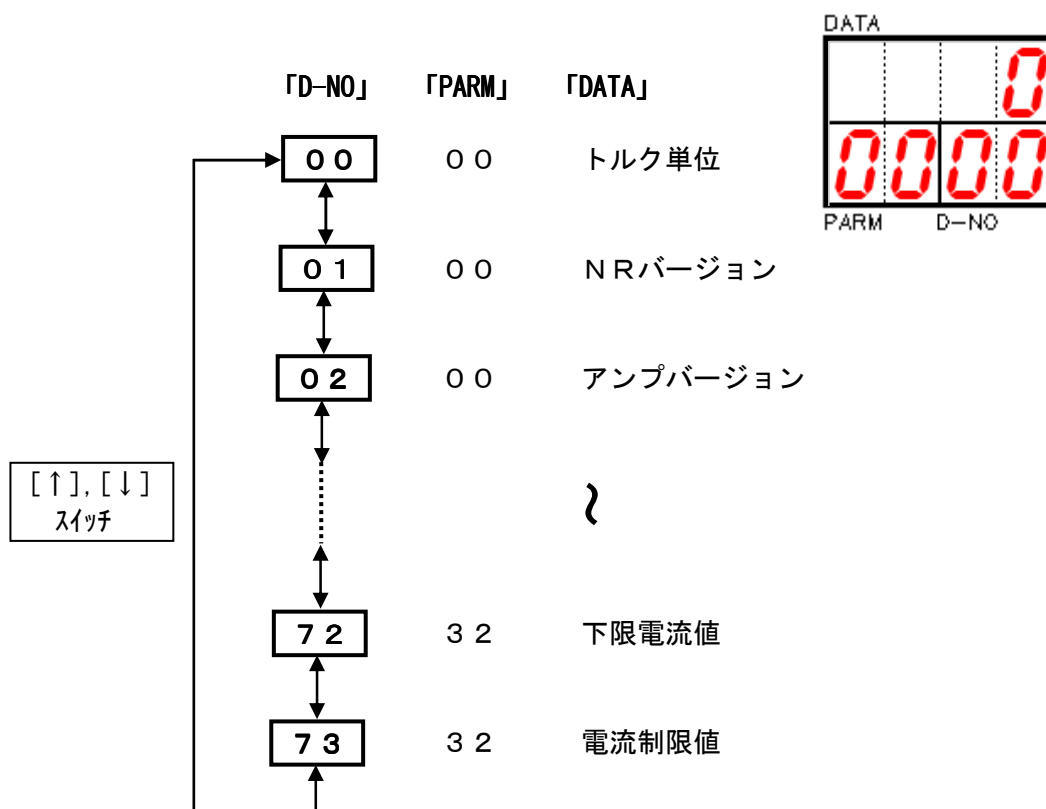 DATA
0
0000
PARM D-NO
「D-NO」 「PARM」 「DATA」
００ ００ トルク単位
０１ ００ ＮＲバージョン
０２ ００ アンプバージョン
[↑],[↓]
ｽｲｯﾁ
～
７２ ３２ 下限電流値
７３ ３２ 電流制限値